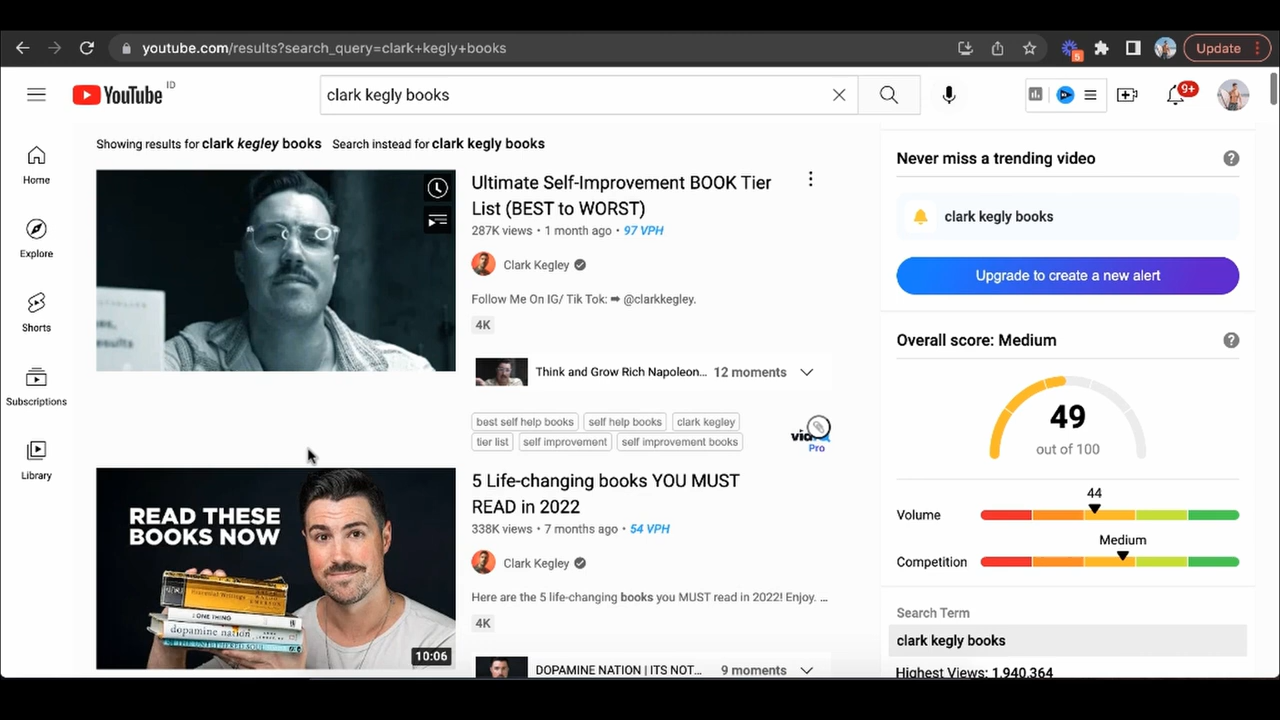 youtube.com/results?search_query=clark+kegly+books
5
Update
YouTube ID
clark kegly books
9+
Home
Explore
Shorts
Subscriptions
Library
Showing results for clark kegley books Search instead for clark kegly books
Ultimate Self-Improvement BOOK Tier
List (BEST to WORST)
287K views • 1 month ago • 97 VPH
Clark Kegley
Follow Me On IG/ Tik Tok: ➡ @clarkkegley.
4K
Think and Grow Rich Napoleon... 12 moments
best self help books self help books clark kegley
tier list self improvement self improvement books
Pro
READ THESE
BOOKS NOW
THE ONE THING
dopamine nation
THE UNTETHERED SOUL
10:06
5 Life-changing books YOU MUST
READ in 2022
338K views • 7 months ago • 54 VPH
Clark Kegley
Here are the 5 life-changing books you MUST read in 2022! Enjoy. ...
4K
DOPAMINE NATION | ITS NOT... 9 moments
Never miss a trending video ?
clark kegly books
Upgrade to create a new alert
Overall score: Medium ?
49
out of 100
44
Volume
Medium
Competition
Search Term
clark kegly books
Highest Views: 1,940,364